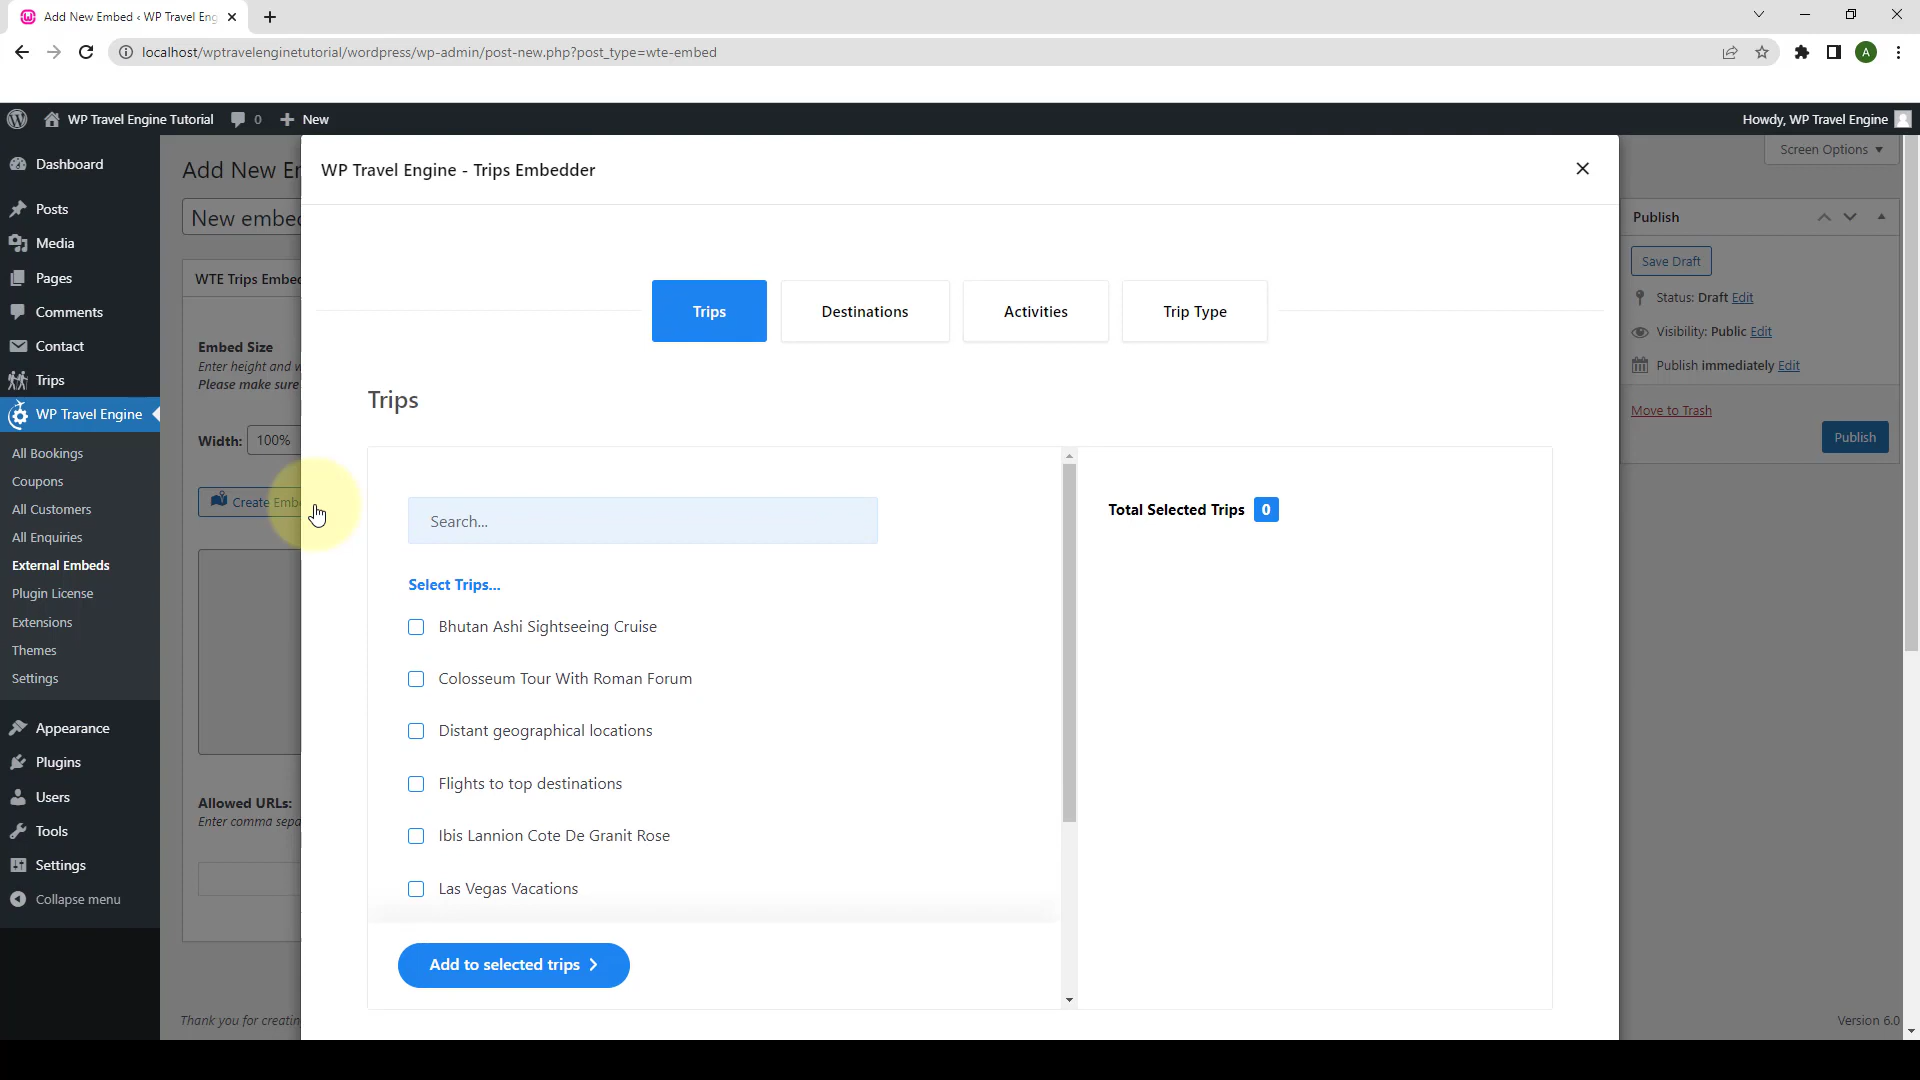 Add New Embed ‹ WP Travel Eng
localhost/wptravelenginetutorial/wordpress/wp-admin/post-new.php?post_type=wte-embed
A
WP Travel Engine Tutorial
0
New
Howdy, WP Travel Engine
Dashboard
Posts
Media
Pages
Comments
Contact
Trips
WP Travel Engine
All Bookings
Coupons
All Customers
All Enquiries
External Embeds
Plugin License
Extensions
Themes
Settings
Appearance
Plugins
Users
Tools
Settings
Collapse menu
Add New E
New embe
WTE Trips Embe
Embed Size
Enter height and w
Please make sure
Width: 100%
Create Embe
Allowed URLs:
Enter comma sepa
Thank you for creatin
WP Travel Engine - Trips Embedder
Trips
Destinations
Activities
Trip Type
Trips
Search...
Select Trips...
Bhutan Ashi Sightseeing Cruise
Colosseum Tour With Roman Forum
Distant geographical locations
Flights to top destinations
Ibis Lannion Cote De Granit Rose
Las Vegas Vacations
Add to selected trips
Total Selected Trips 0
Screen Options
Publish
Save Draft
Status: Draft Edit
Visibility: Public Edit
Publish immediately Edit
Move to Trash
Publish
Version 6.0